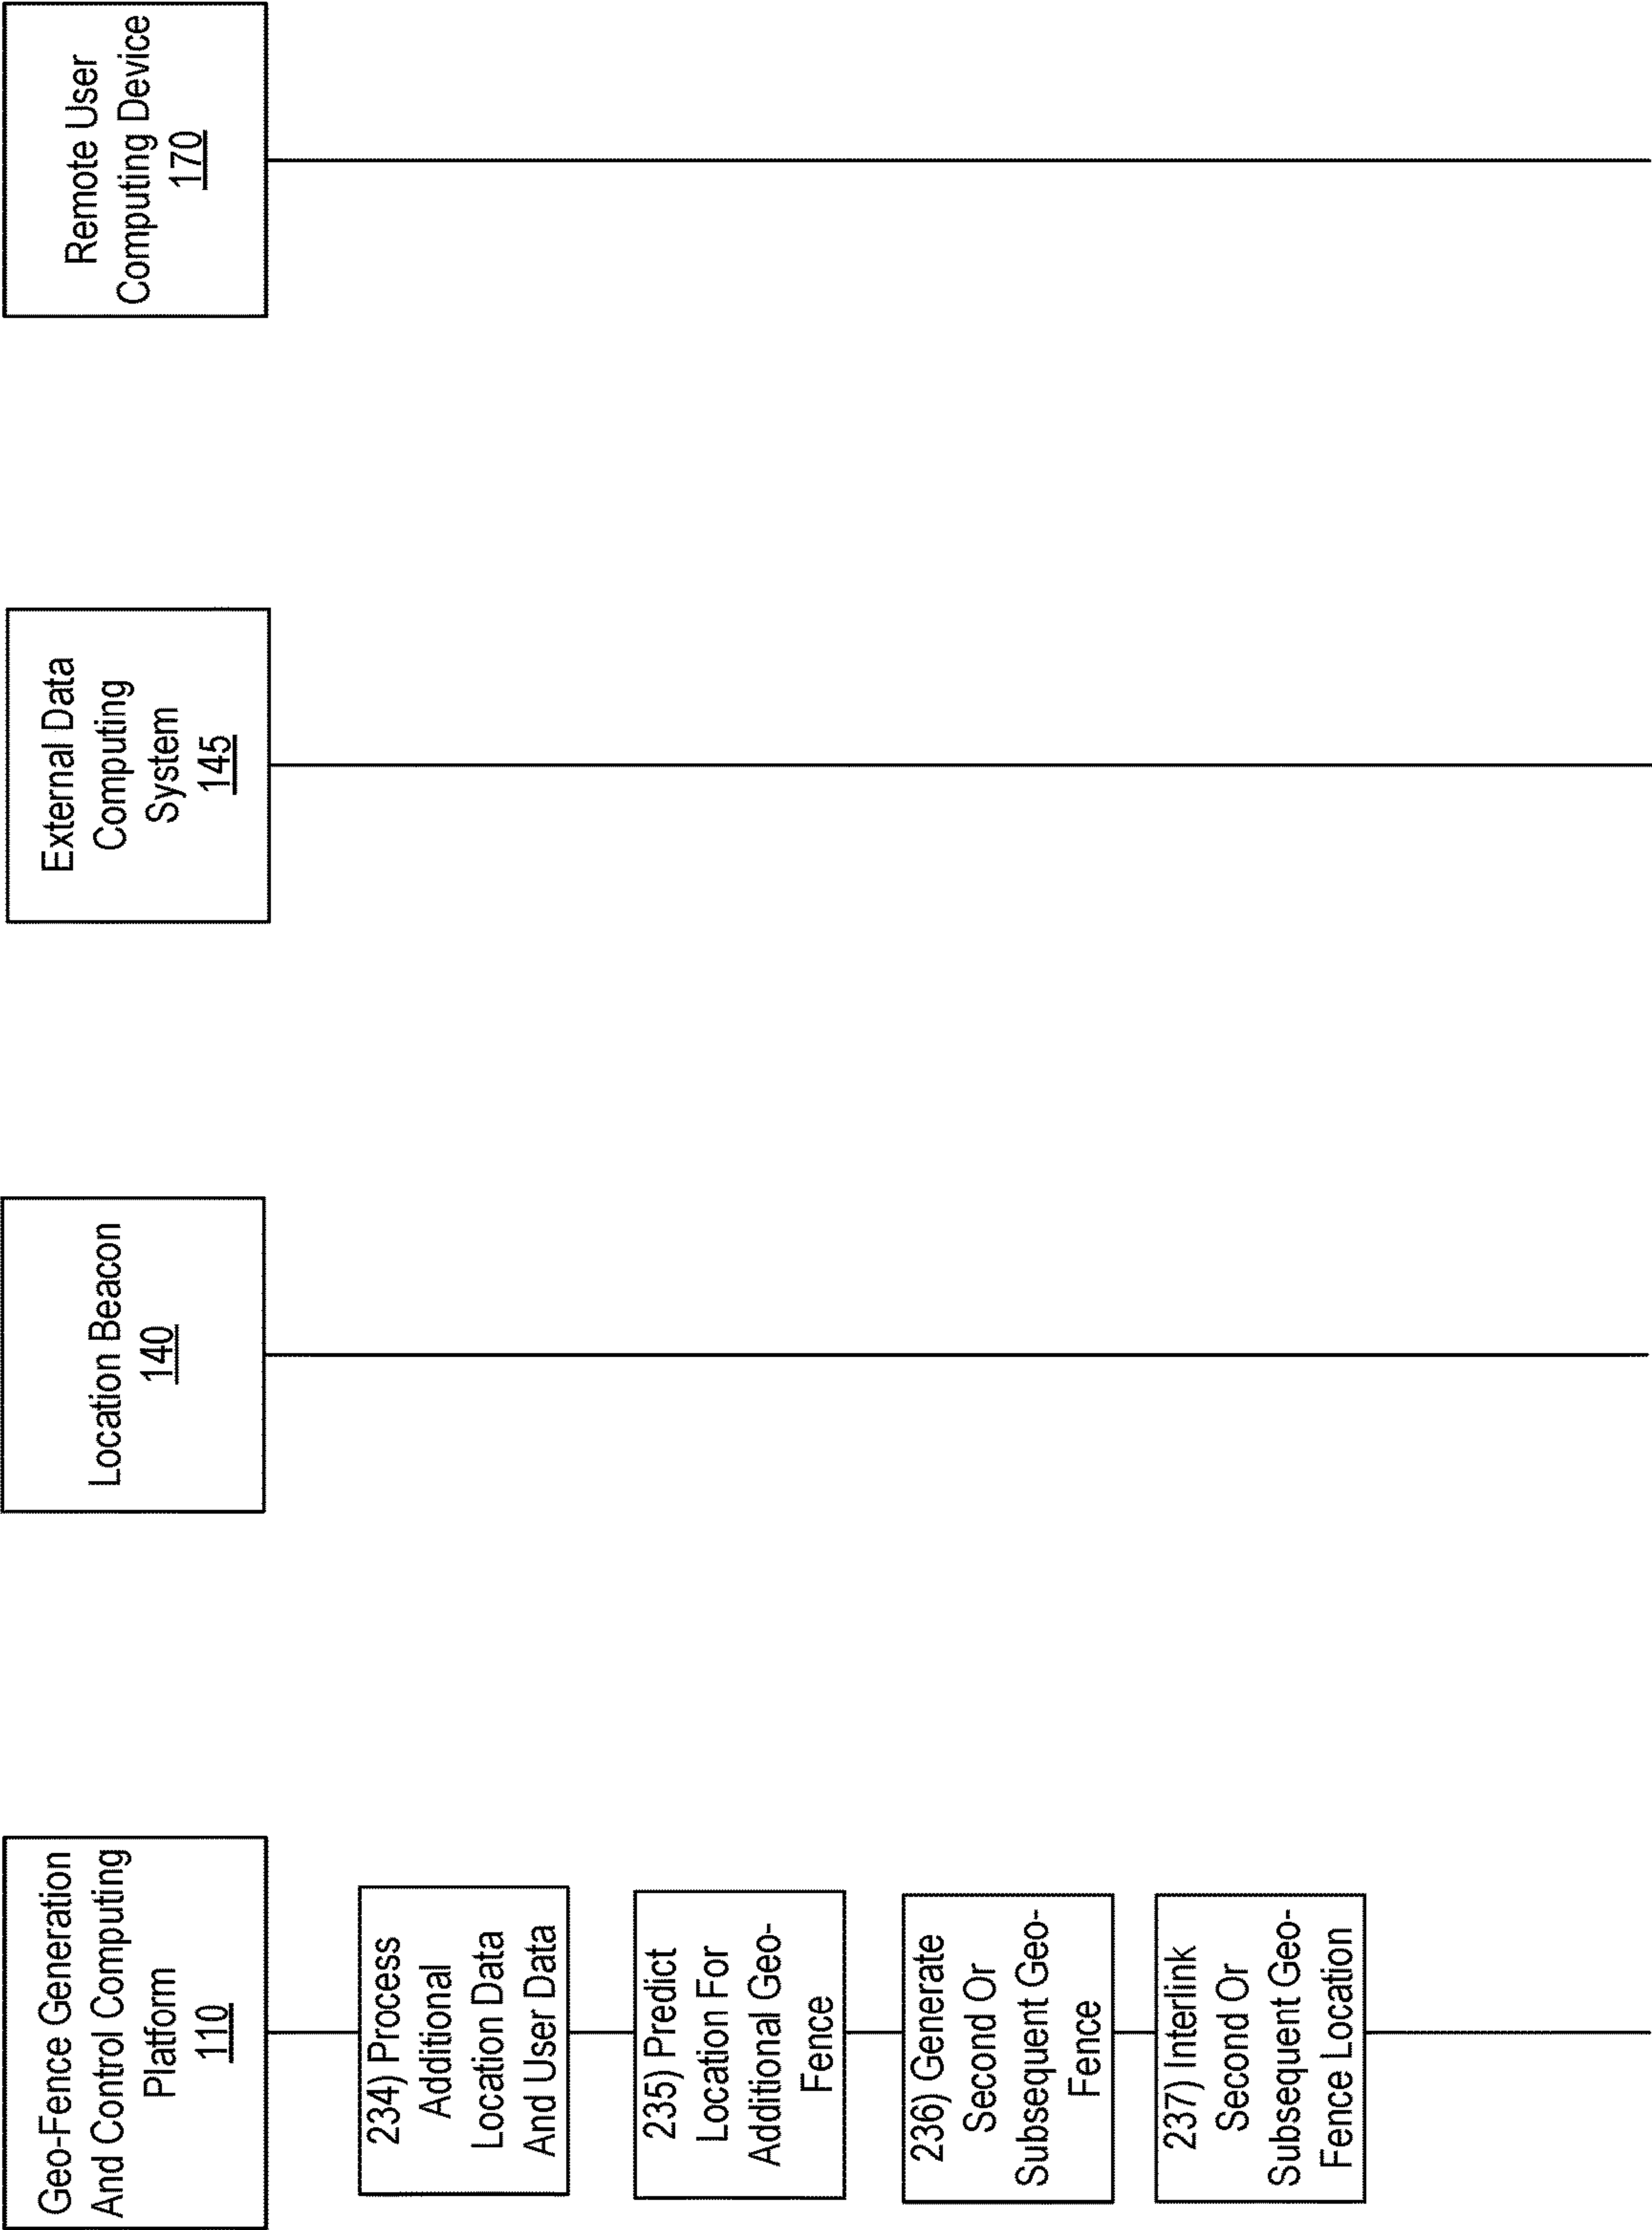 Geo-Fence Generation
And Control Computing
Platform
110
Location Beacon
140
External Data
Computing
System
145
Remote User
Computing Device
170
234) Process
Additional
Location Data
And User Data
235) Predict
Location For
Additional Geo-
Fence
236) Generate
Second Or
Subsequent Geo-
Fence
237) Interlink
Second Or
Subsequent Geo-
Fence Location